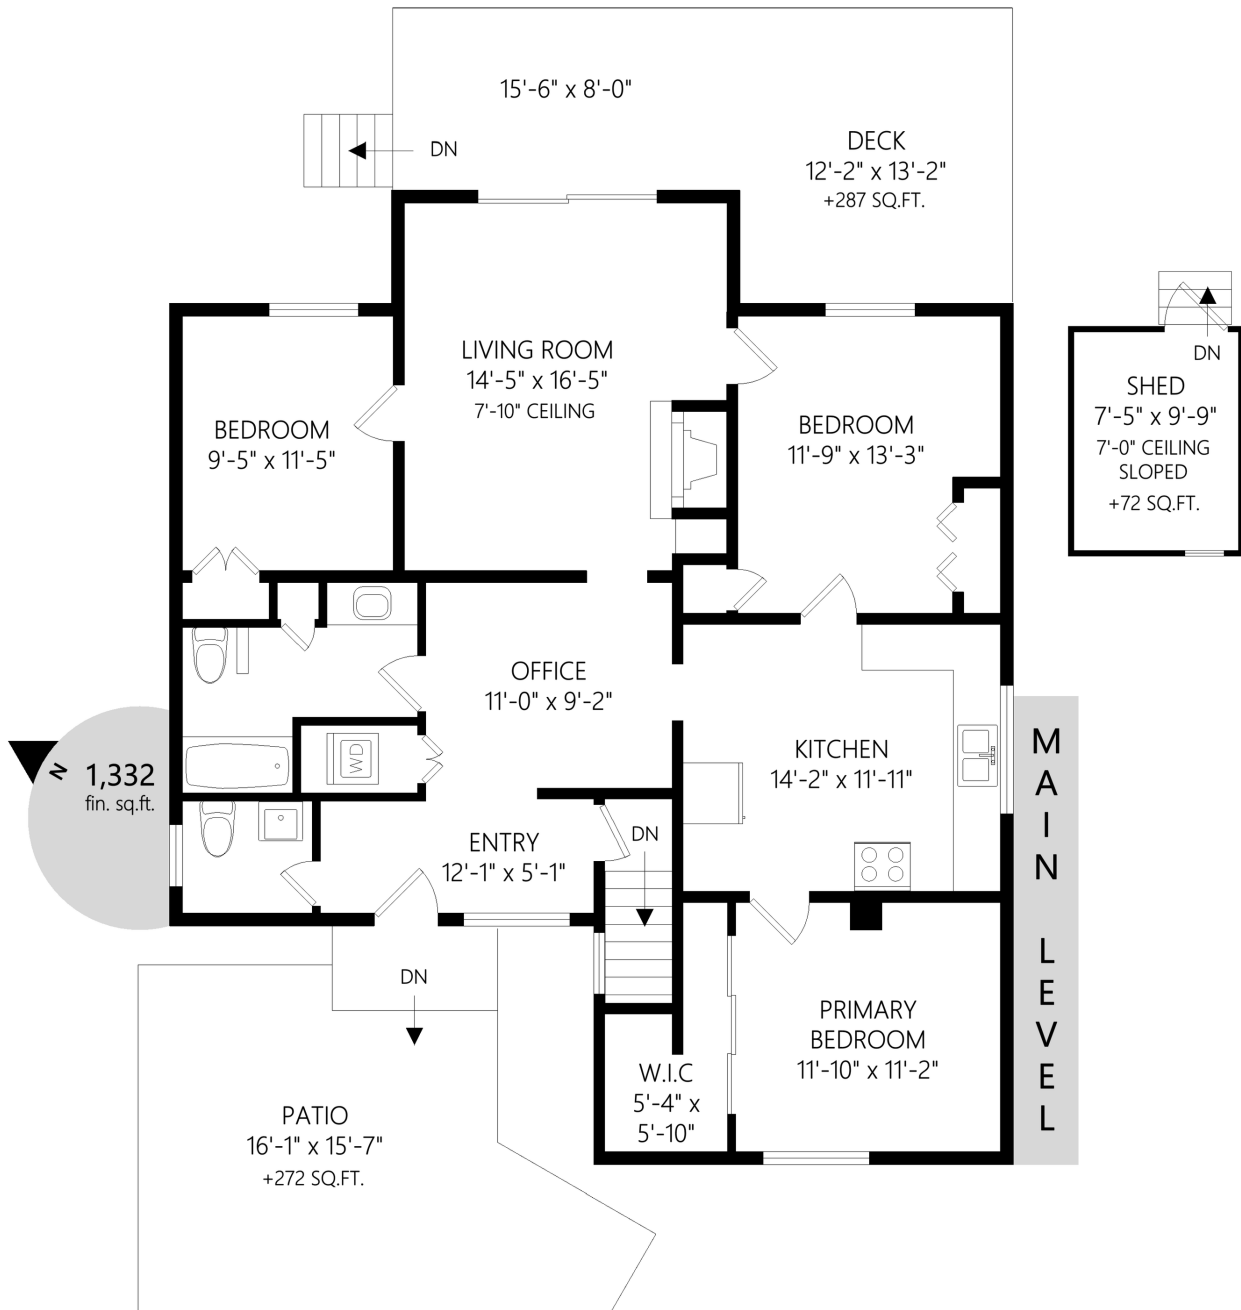 15'-6" x 8'-0"
DN
DECK
12'-2" x 13'-2"
+287 SQ.FT.
LIVING ROOM
14'-5" x 16'-5"
7'-10" CEILING
BEDROOM
9'-5" x 11'-5"
BEDROOM
11'-9" x 13'-3"
DN
SHED
7'-5" x 9'-9"
7'-0" CEILING
SLOPED
+72 SQ.FT.
OFFICE
11'-0" x 9'-2"
WD
N
1,332
fin. sq.ft.
KITCHEN
14'-2" x 11'-11"
MAIN LEVEL
ENTRY
12'-1" x 5'-1"
DN
DN
PRIMARY
BEDROOM
11'-10" x 11'-2"
W.I.C
5'-4" x
5'-10"
PATIO
16'-1" x 15'-7"
+272 SQ.FT.